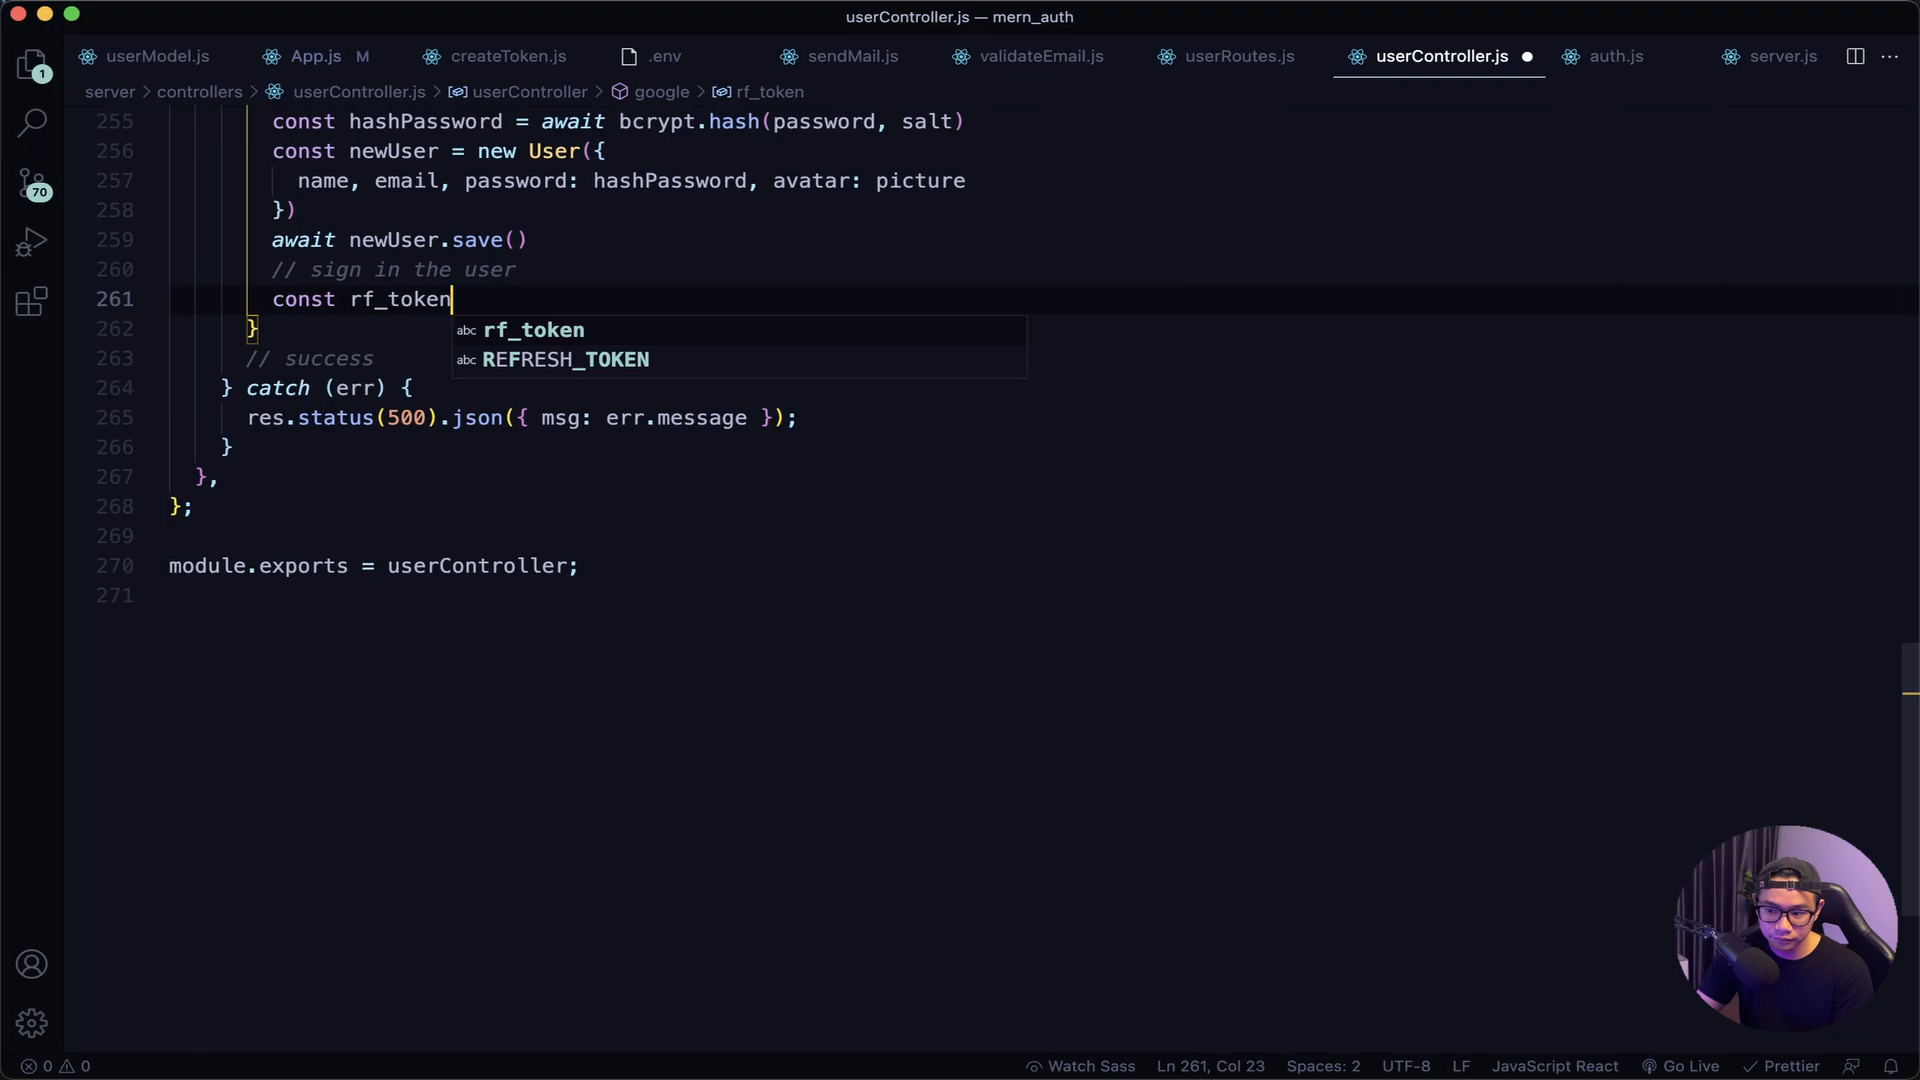 userController.js — mern_auth
userModel.js App.js M createToken.js .env sendMail.js validateEmail.js userRoutes.js userController.js auth.js server.js
server > controllers > userController.js > userController > google > rf_token
255 const hashPassword = await bcrypt.hash(password, salt)
256 const newUser = new User({
257 name, email, password: hashPassword, avatar: picture
258 })
259 await newUser.save()
260 // sign in the user
261 const rf_token
262 }
rf_token
263 // success
REFRESH_TOKEN
264 } catch (err) {
265 res.status(500).json({ msg: err.message });
266 }
267 },
268 };
269
270 module.exports = userController;
271
1
70
0 0 Watch Sass Ln 261, Col 23 Spaces: 2 UTF-8 LF JavaScript React Go Live Prettier